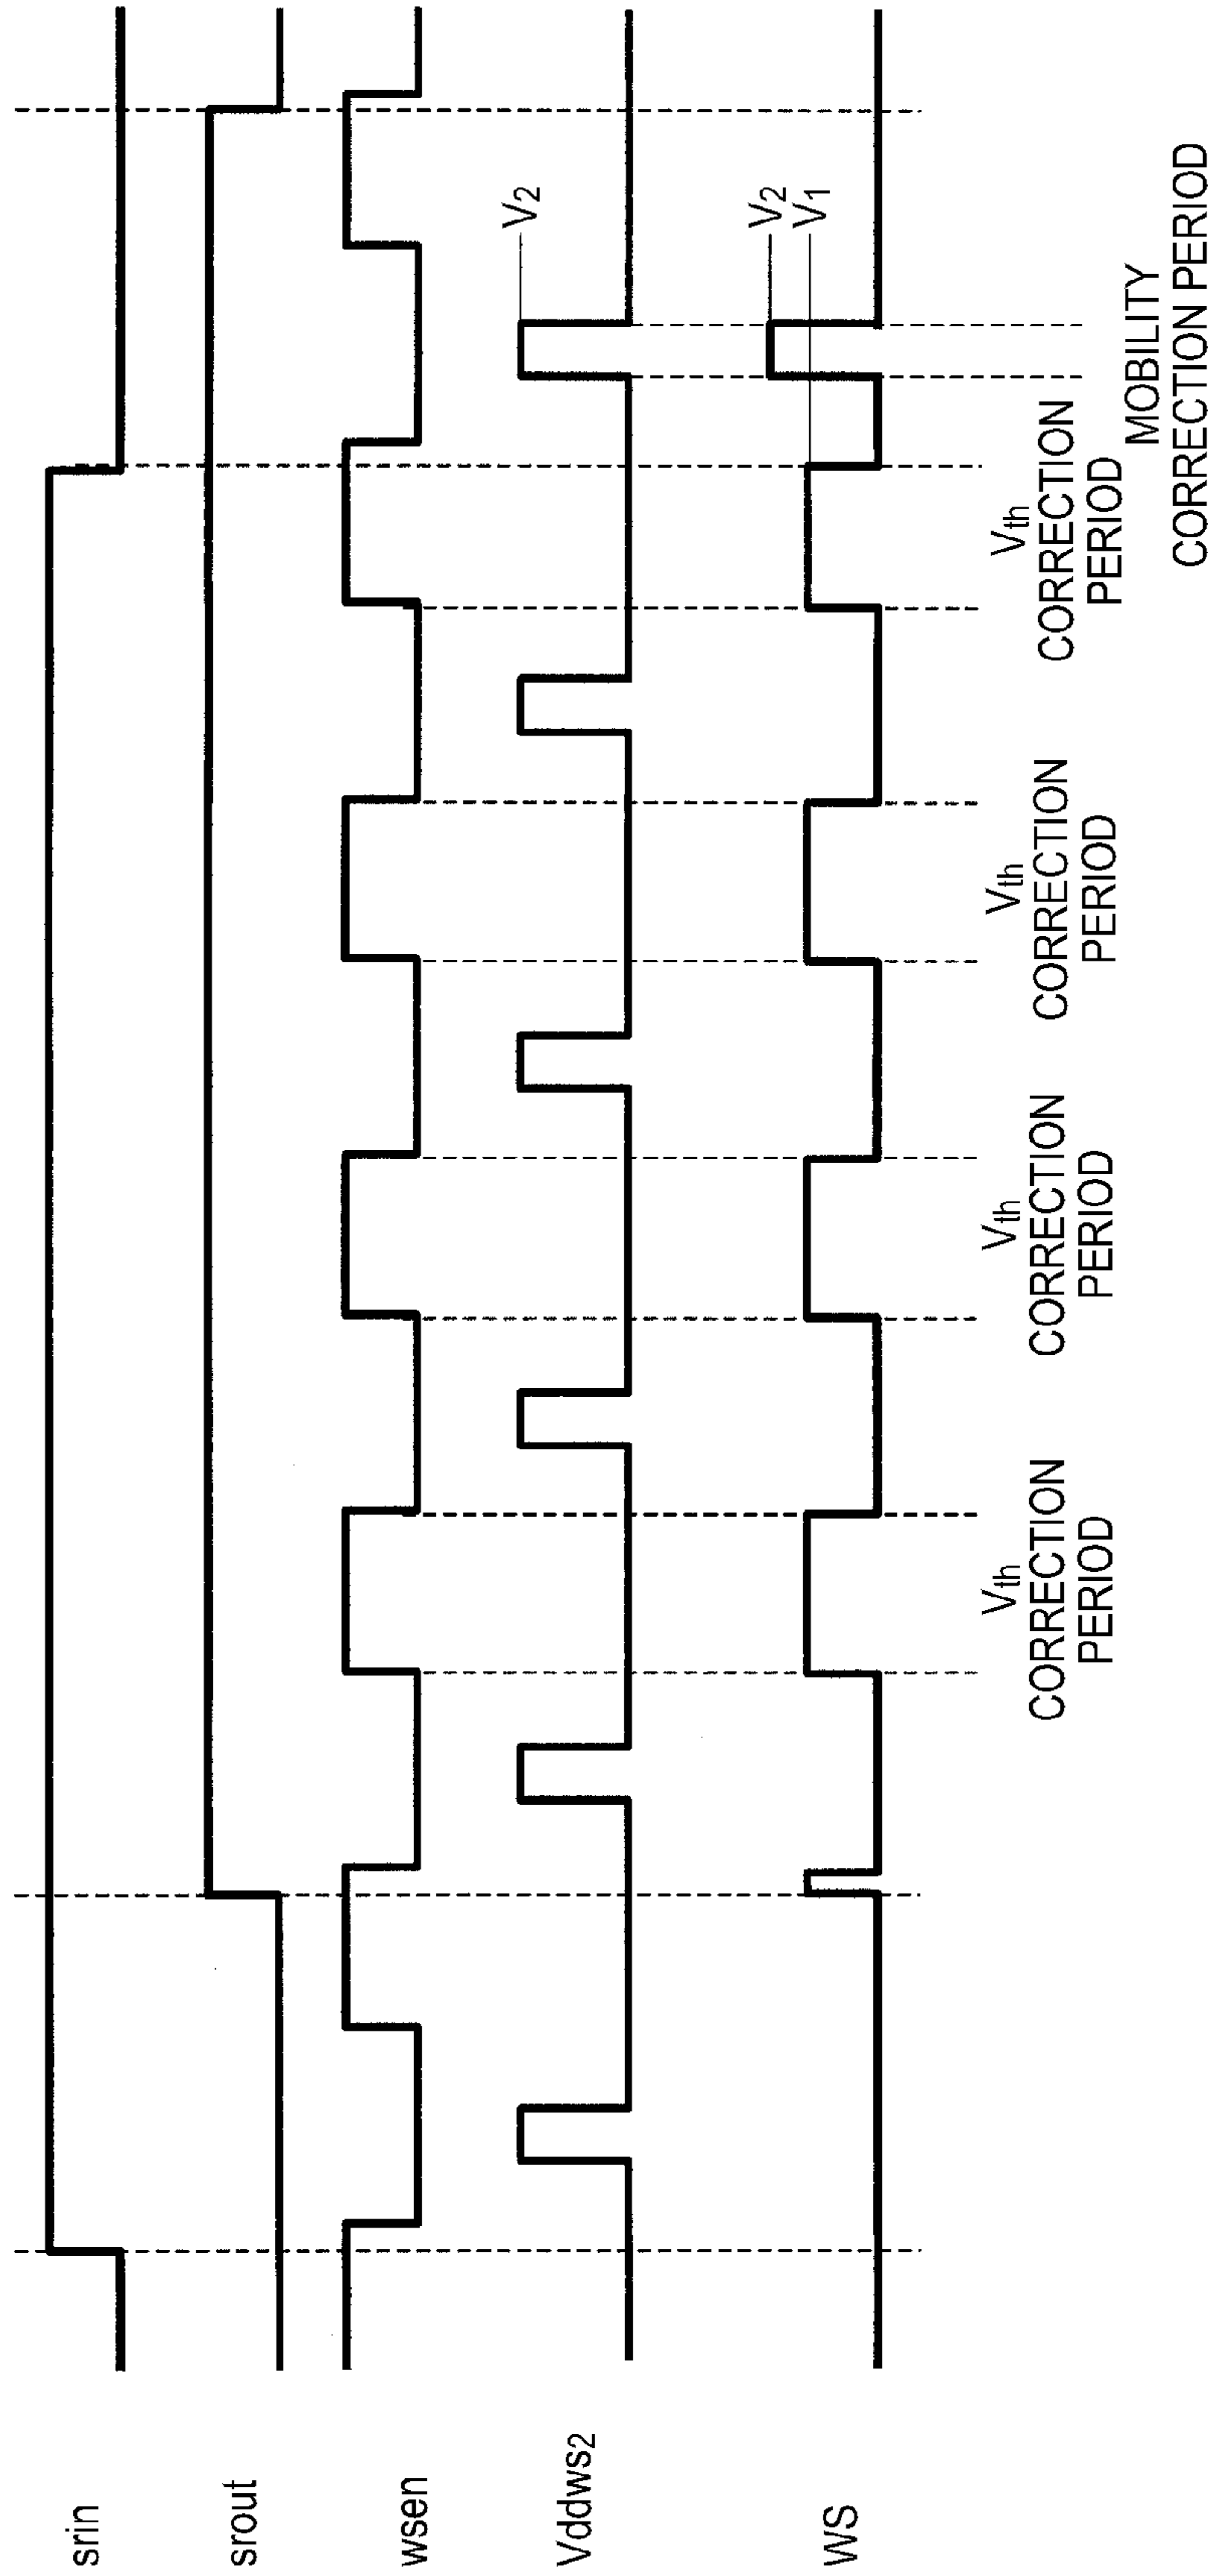 srin
srout
wsen
Vddws2
V2
WS
V2
V1
Vth
CORRECTION
PERIOD
Vth
CORRECTION
PERIOD
Vth
CORRECTION
PERIOD
Vth
CORRECTION
PERIOD
MOBILITY
CORRECTION PERIOD